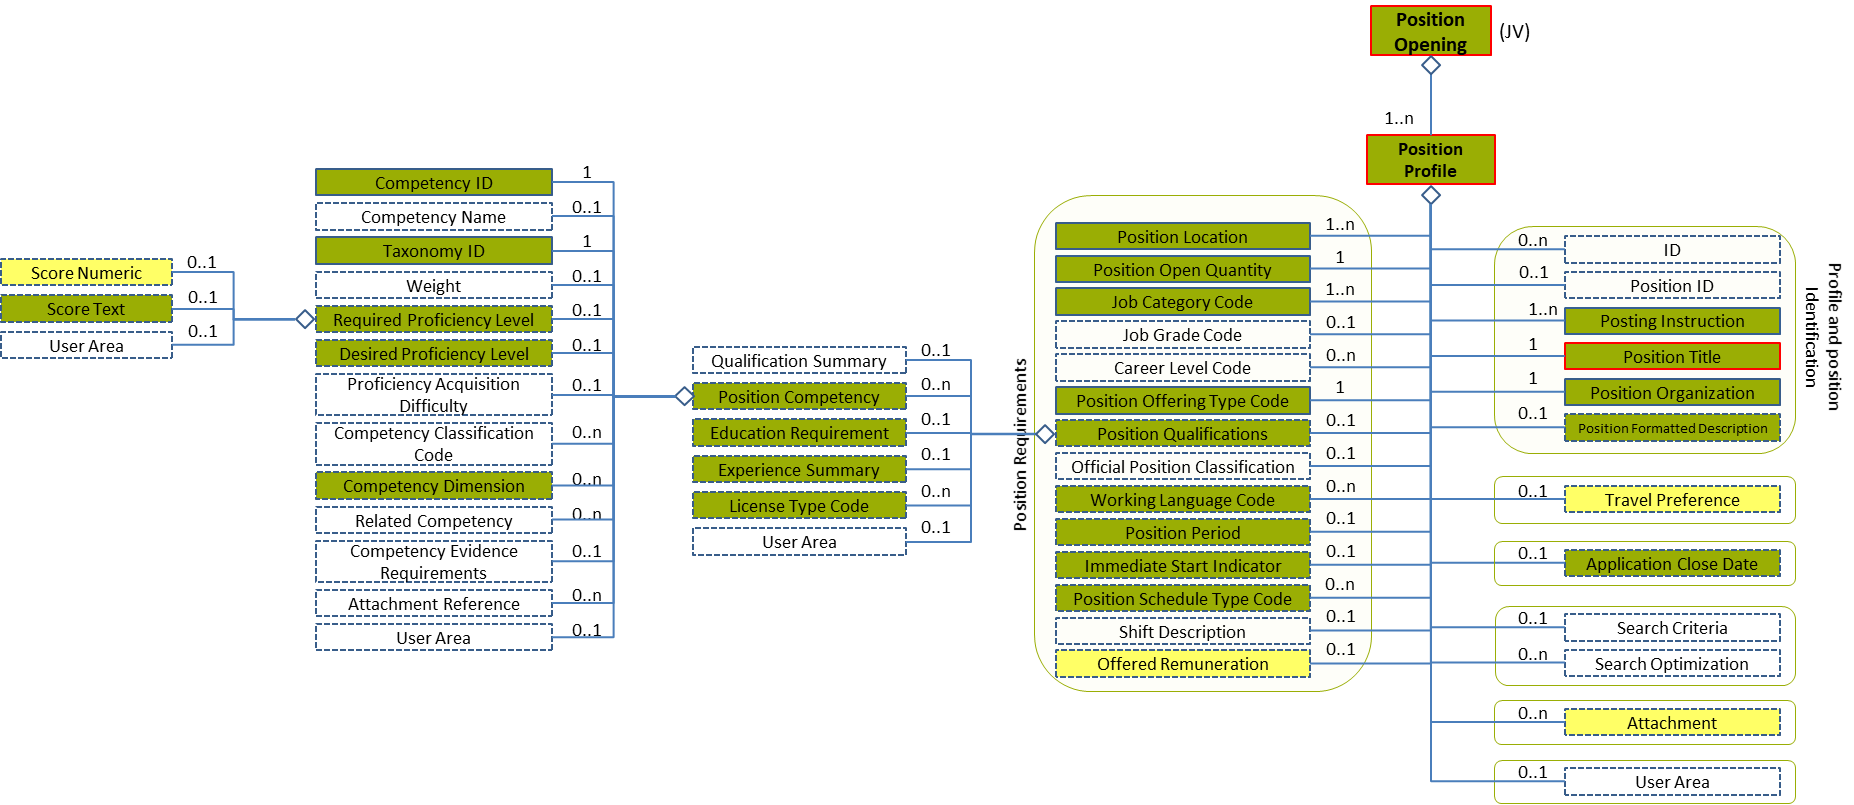 Position
Opening
(JV)
1..n
Position
Profile
Score Numeric
0..1
Score Text
0..1
User Area
0..1
Competency ID
1
Competency Name
0..1
Taxonomy ID
1
Weight
0..1
Required Proficiency Level
0..1
Desired Proficiency Level
0..1
Proficiency Acquisition
Difficulty
0..1
Competency Classification
Code
0..n
Competency Dimension
0..n
Related Competency
0..n
Competency Evidence
Requirements
0..1
Attachment Reference
0..n
User Area
0..1
Qualification Summary
0..1
Position Competency
0..n
Education Requirement
0..1
Experience Summary
0..1
License Type Code
0..n
User Area
0..1
Position Requirements
Position Location
1..n
Position Open Quantity
1
Job Category Code
1..n
Job Grade Code
0..1
Career Level Code
0..n
Position Offering Type Code
1
Position Qualifications
0..1
Official Position Classification
0..1
Working Language Code
0..n
Position Period
0..1
Immediate Start Indicator
0..1
Position Schedule Type Code
0..n
Shift Description
0..1
Offered Remuneration
0..1
0..n
ID
0..1
Position ID
1..n
Posting Instruction
1
Position Title
1
Position Organization
0..1
Position Formatted Description
Profile and position
Identification
0..1
Travel Preference
0..1
Application Close Date
0..1
Search Criteria
0..n
Search Optimization
0..n
Attachment
0..1
User Area